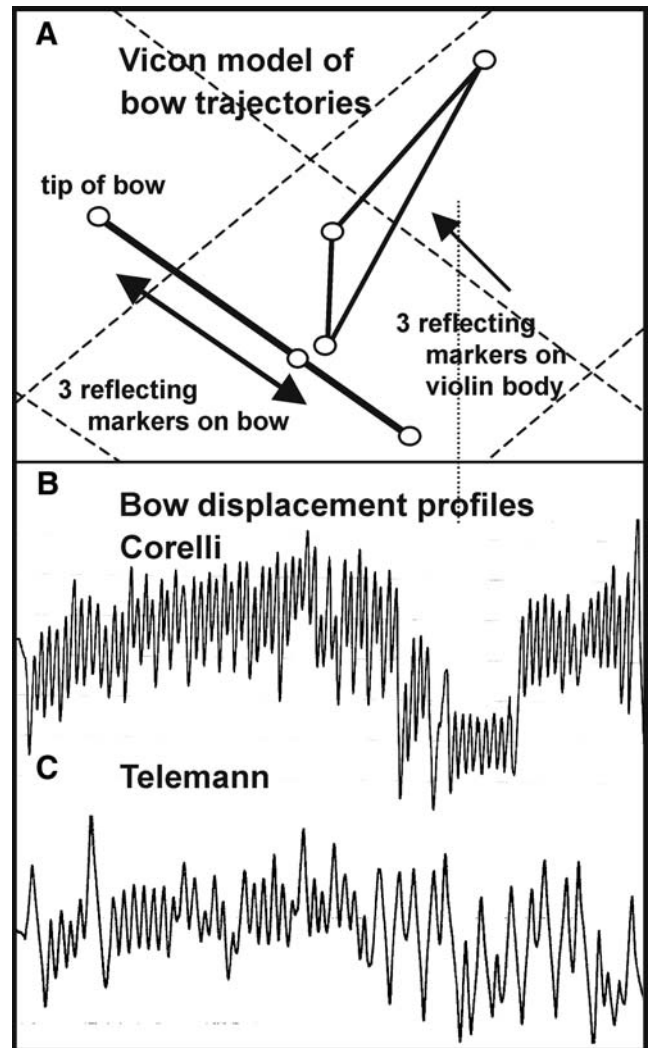 A
Vicon model of
bow trajectories
tip of bow
3 reflecting
markers on
violin body
3 reflecting
markers on bow
B
Bow displacement profiles
Corelli
C
Telemann